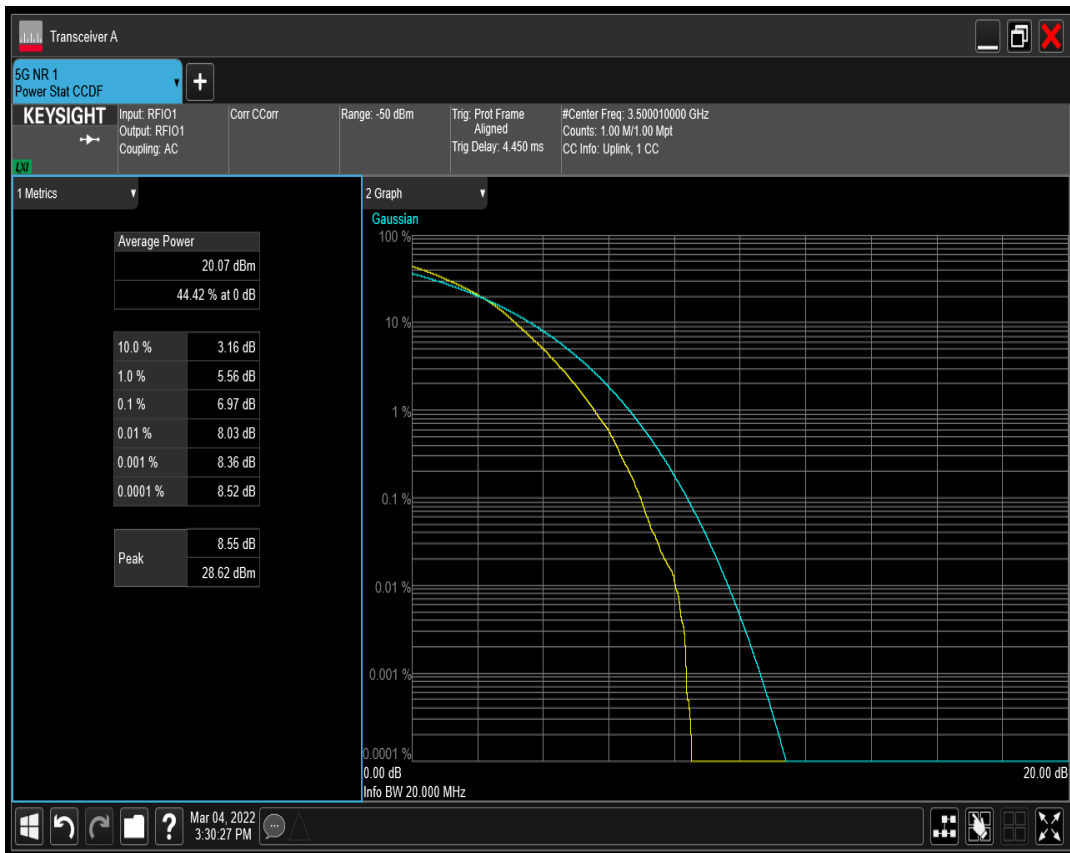 Transceiver A
5G NR 1
Power Stat CCDF
+
KEYSIGHT
LXI
Input: RFIO1
Output: RFIO1
Coupling: AC
Corr CCorr
Range: -50 dBm
Trig: Prot Frame
Aligned
Trig Delay: 4.450 ms
#Center Freq: 3.500010000 GHz
Counts: 1.00 M/1.00 Mpt
CC Info: Uplink, 1 CC
1 Metrics
Average Power
20.07 dBm
44.42 % at 0 dB
10.0 % 3.16 dB
1.0 % 5.56 dB
0.1 % 6.97 dB
0.01 % 8.03 dB
0.001 % 8.36 dB
0.0001 % 8.52 dB
Peak
8.55 dB
28.62 dBm
2 Graph
Gaussian
100 %
10 %
1 %
0.1 %
0.01 %
0.001 %
0.0001 %
0.00 dB 20.00 dB
Info BW 20.000 MHz
?
Mar 04, 2022
3:30:27 PM